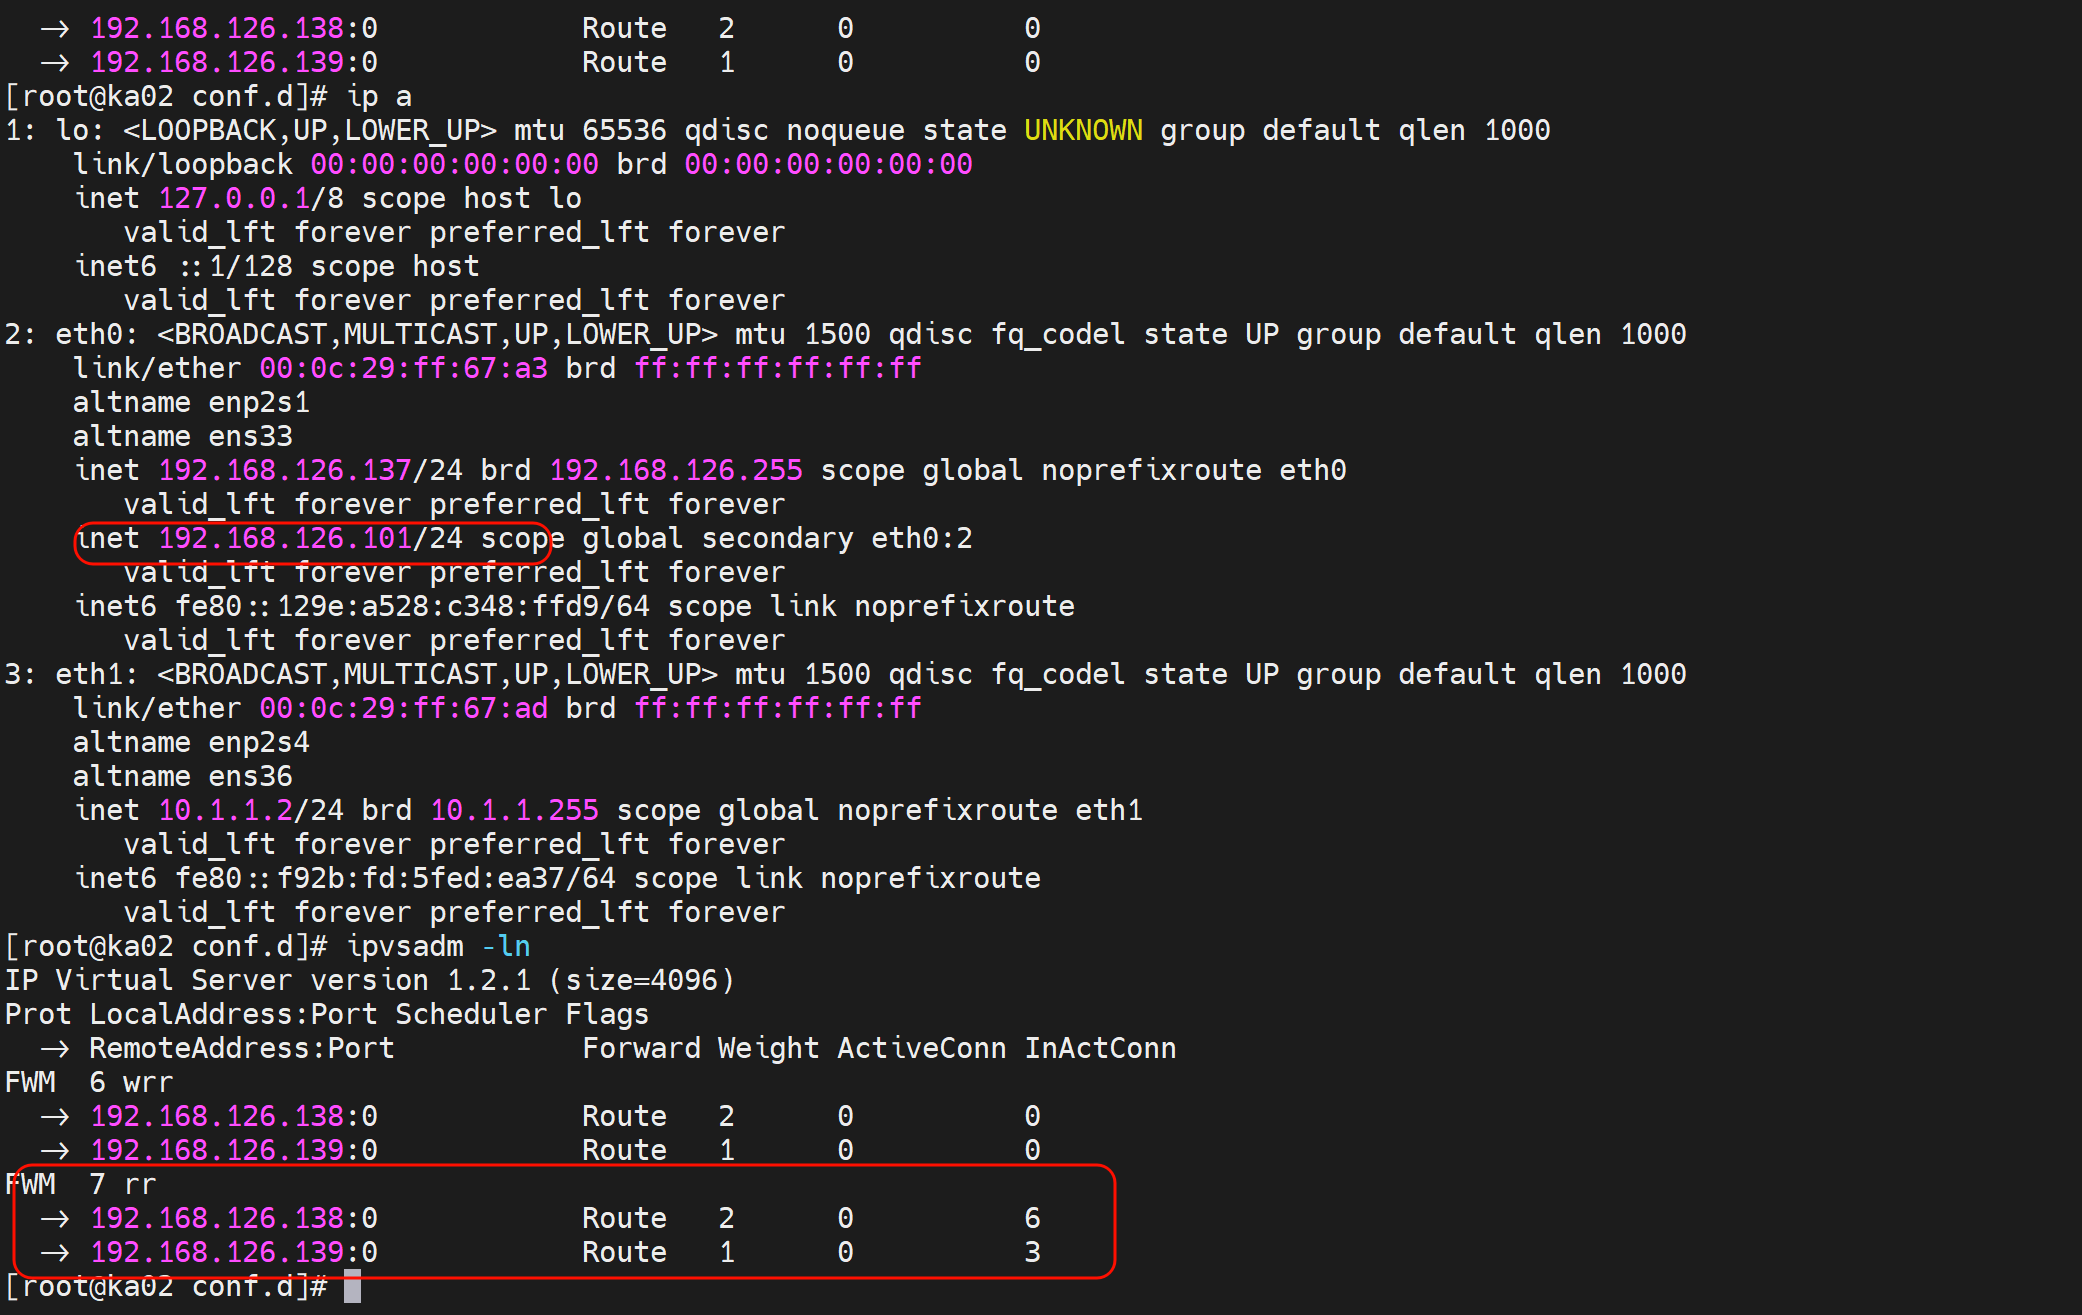 → 192.168.126.138:0            Route   2      0          0
→ 192.168.126.139:0            Route   1      0          0
[root@ka02 conf.d]# ip a
1: lo: <LOOPBACK,UP,LOWER_UP> mtu 65536 qdisc noqueue state UNKNOWN group default qlen 1000
    link/loopback 00:00:00:00:00:00 brd 00:00:00:00:00:00
    inet 127.0.0.1/8 scope host lo
       valid_lft forever preferred_lft forever
    inet6 ::1/128 scope host
       valid_lft forever preferred_lft forever
2: eth0: <BROADCAST,MULTICAST,UP,LOWER_UP> mtu 1500 qdisc fq_codel state UP group default qlen 1000
    link/ether 00:0c:29:ff:67:a3 brd ff:ff:ff:ff:ff:ff
    altname enp2s1
    altname ens33
    inet 192.168.126.137/24 brd 192.168.126.255 scope global noprefixroute eth0
       valid_lft forever preferred_lft forever
    inet 192.168.126.101/24 scope global secondary eth0:2
       valid_lft forever preferred_lft forever
    inet6 fe80::129e:a528:c348:ffd9/64 scope link noprefixroute
       valid_lft forever preferred_lft forever
3: eth1: <BROADCAST,MULTICAST,UP,LOWER_UP> mtu 1500 qdisc fq_codel state UP group default qlen 1000
    link/ether 00:0c:29:ff:67:ad brd ff:ff:ff:ff:ff:ff
    altname enp2s4
    altname ens36
    inet 10.1.1.2/24 brd 10.1.1.255 scope global noprefixroute eth1
       valid_lft forever preferred_lft forever
    inet6 fe80::f92b:fd:5fed:ea37/64 scope link noprefixroute
       valid_lft forever preferred_lft forever
[root@ka02 conf.d]# ipvsadm -ln
IP Virtual Server version 1.2.1 (size=4096)
Prot LocalAddress:Port Scheduler Flags
  → RemoteAddress:Port           Forward Weight ActiveConn InActConn
FWM  6 wrr
  → 192.168.126.138:0            Route   2      0          0
  → 192.168.126.139:0            Route   1      0          0
FWM  7 rr
  → 192.168.126.138:0            Route   2      0          6
  → 192.168.126.139:0            Route   1      0          3
[root@ka02 conf.d]#